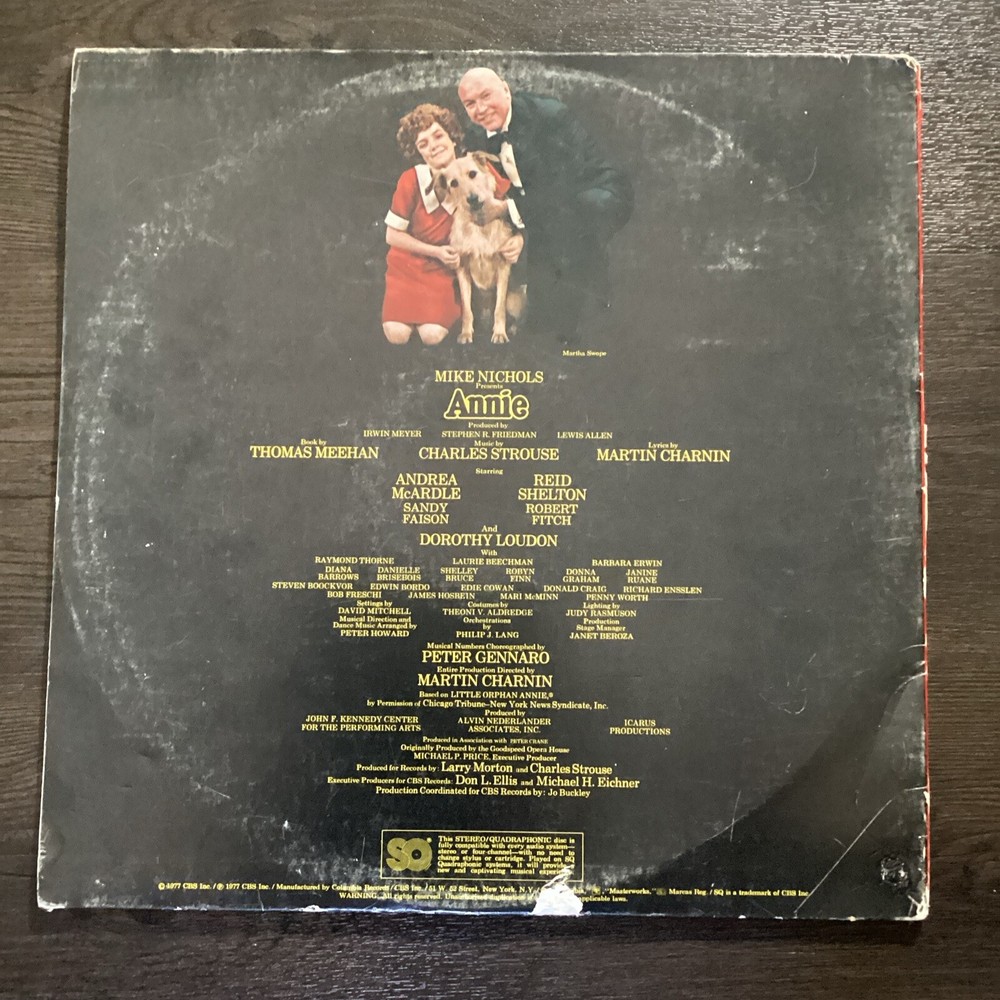 Martha Swope
MIKE NICHOLS
Presents
Annie
Produced by
IRWIN MEYER STEPHEN R. FRIEDMAN LEWIS ALLEN
Book by Music by Lyrics by
THOMAS MEEHAN CHARLES STROUSE MARTIN CHARNIN
Starring
ANDREA REID
McARDLE SHELTON
SANDY ROBERT
FAISON FITCH
And
DOROTHY LOUDON
With
RAYMOND THORNE LAURIE BEECHMAN BARBARA ERWIN
DIANA DANIELLE SHELLEY ROBYN DONNA JANINE
BARROWS BRISEBOIS BRUCE FINN GRAHAM RUANE
STEVEN BOOCKVOR EDWIN BORDO EDIE COWAN DONALD CRAIG RICHARD ENSSLEN
BOB FRESCHI JAMES HOSBEIN MARI McMINN PENNY WORTH
Settings by Costumes by Lighting by
DAVID MITCHELL THEONI V. ALDREDGE JUDY RASMUSON
Musical Direction and Orchestrations Production
Dance Music Arranged by by Stage Manager
PETER HOWARD PHILIP J. LANG JANET BEROZA
Musical Numbers Choreographed by
PETER GENNARO
Entire Production Directed by
MARTIN CHARNIN
Based on LITTLE ORPHAN ANNIE,®
by Permission of Chicago Tribune–New York News Syndicate, Inc.
Produced by
JOHN F. KENNEDY CENTER ALVIN NEDERLANDER ICARUS
FOR THE PERFORMING ARTS ASSOCIATES, INC. PRODUCTIONS
Produced in Association with PETER CRANE
Originally Produced by the Goodspeed Opera House
MICHAEL P. PRICE, Executive Producer
Produced for Records by: Larry Morton and Charles Strouse
Executive Producers for CBS Records: Don L. Ellis and Michael H. Eichner
Production Coordinated for CBS Records by: Jo Buckley
SQ
This STEREO/QUADRAPHONIC disc is
fully compatible with every audio system—
stereo or four-channel—with no need to
change stylus or cartridge. Played on SQ
Quadraphonic systems, it will provide
new and captivating musical
© 1977 CBS Inc. / ℗ 1977 CBS Inc. / Manufactured by Columbia Records / CBS Inc. / 51 W. 52 Street, New York, N.Y. / "Masterworks," Marcas Reg. / SQ is a trademark of CBS Inc
WARNING: All rights reserved. Unauthorized duplication applicable laws.